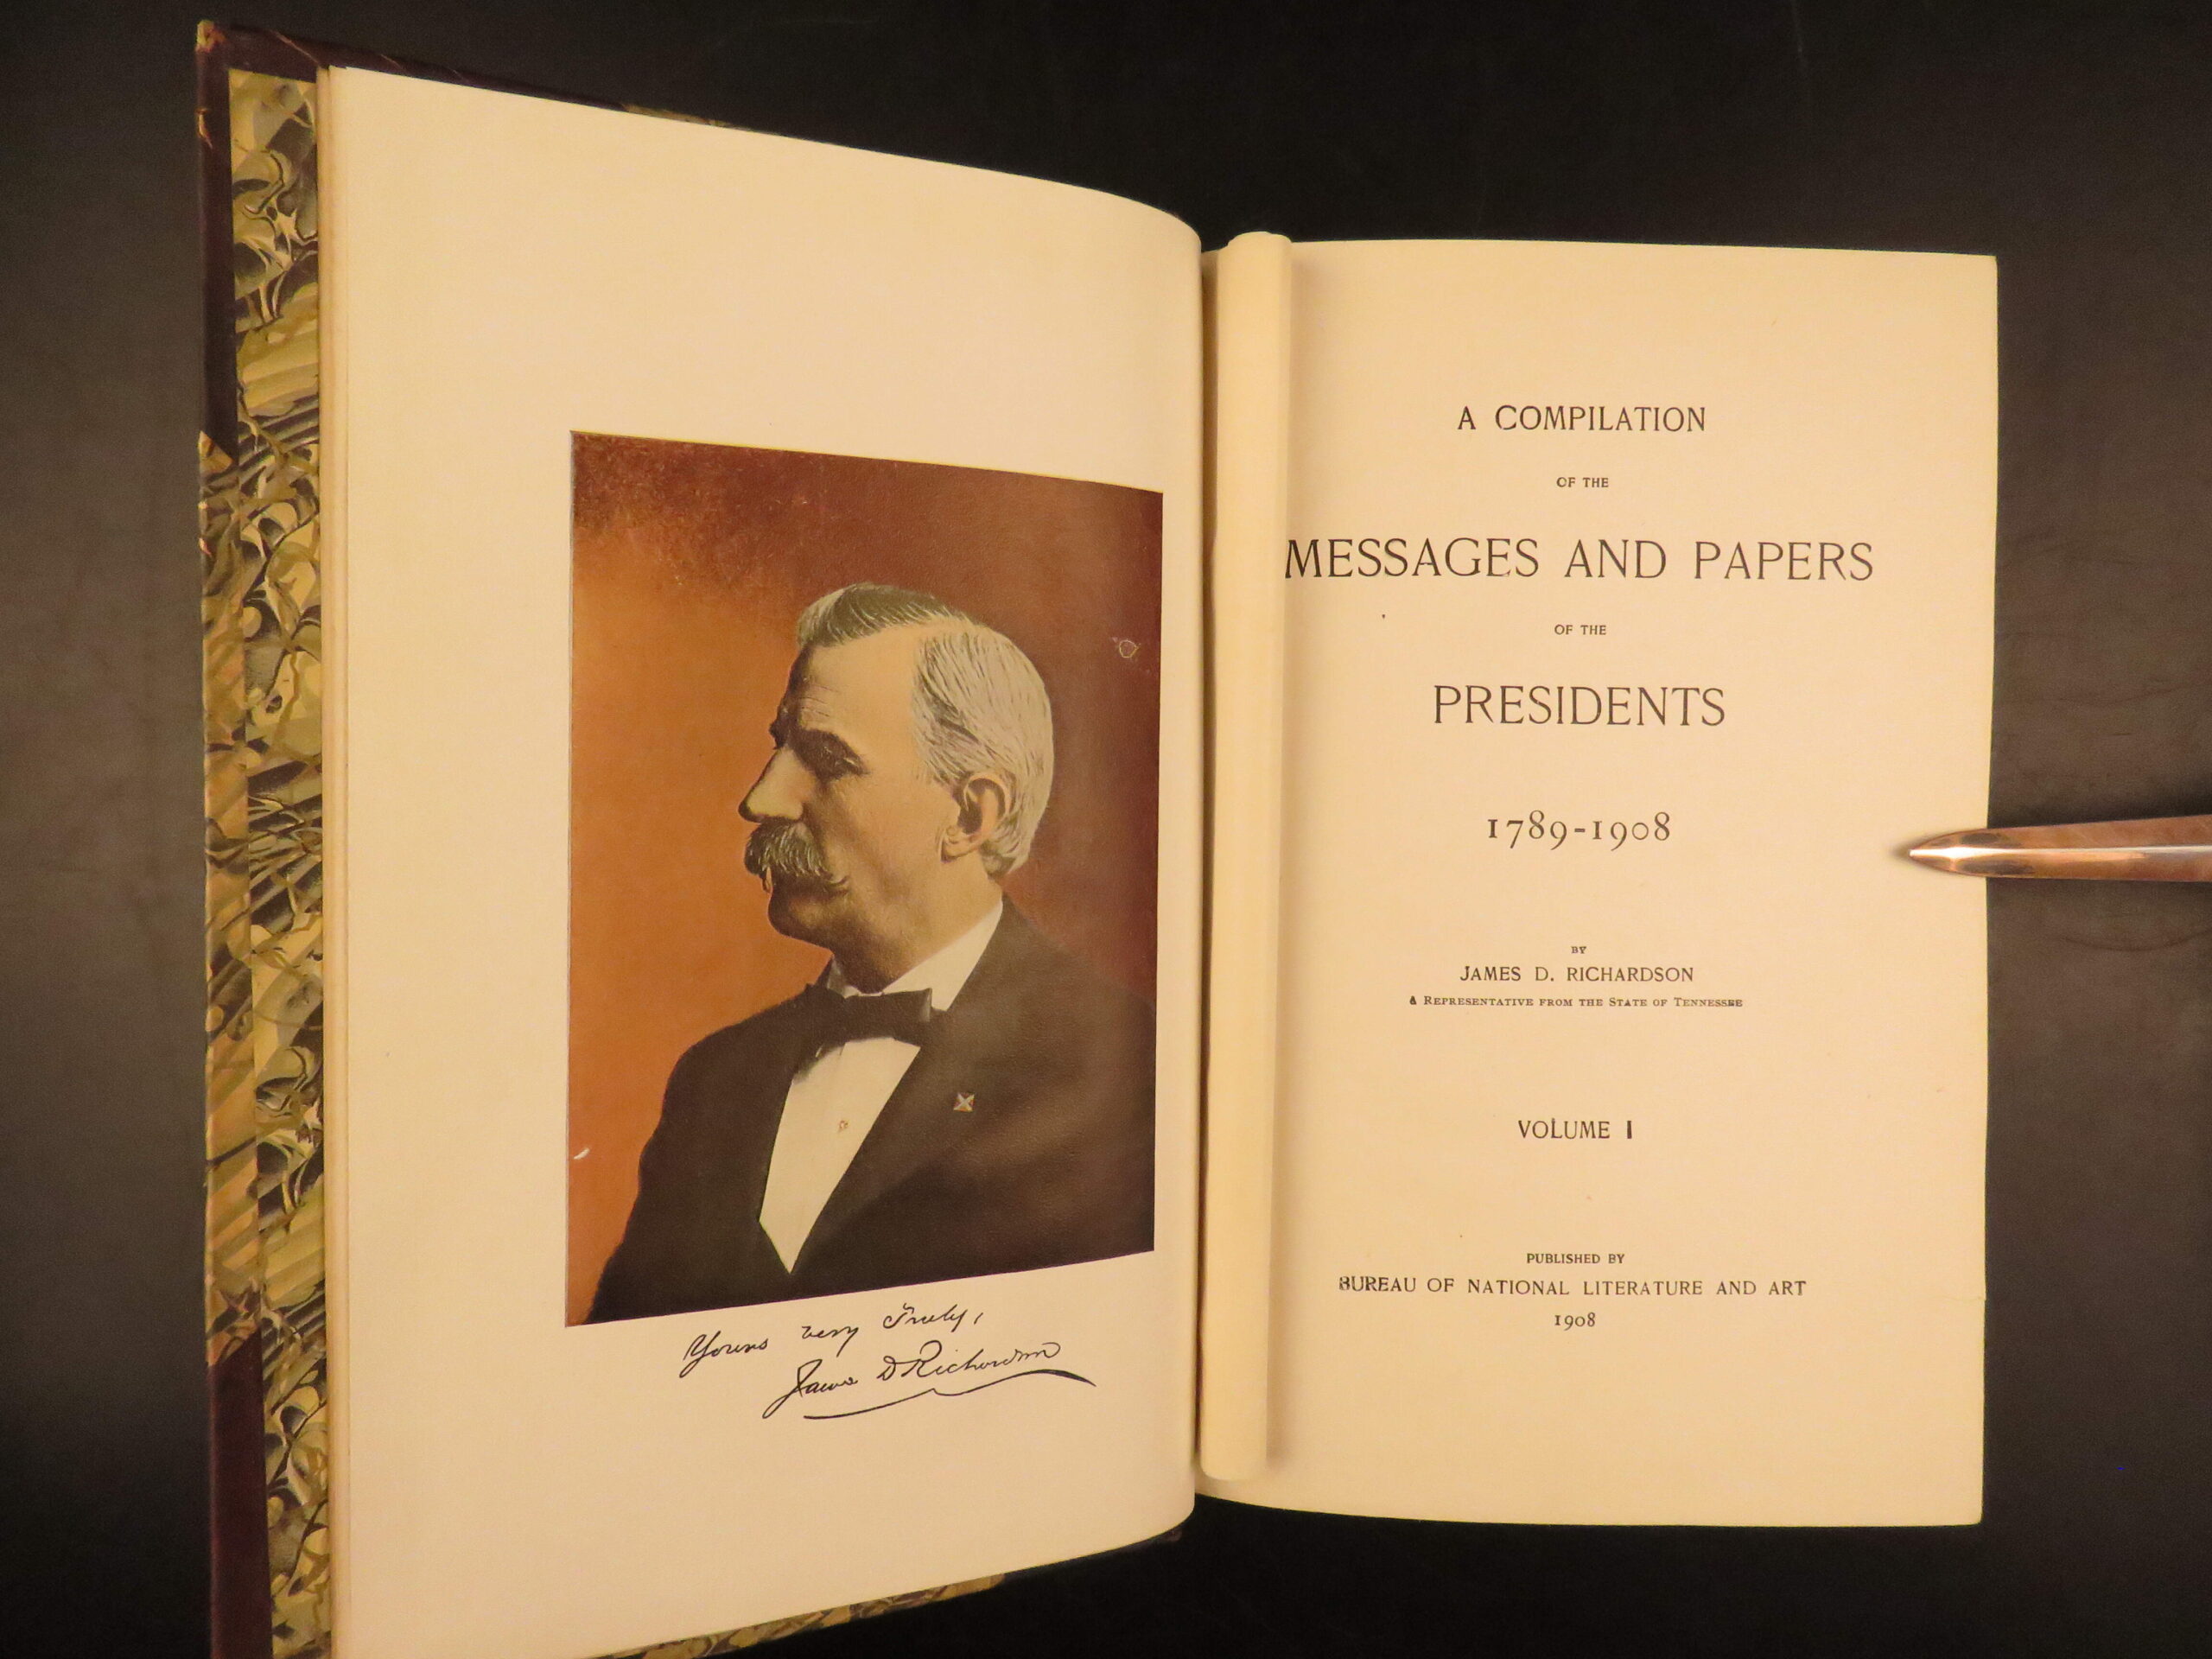 Yours very Truly,
James D Richardson
A COMPILATION
OF THE
MESSAGES AND PAPERS
OF THE
PRESIDENTS
1789-1908
BY
JAMES D. RICHARDSON
A REPRESENTATIVE FROM THE STATE OF TENNESSEE
VOLUME I
PUBLISHED BY
BUREAU OF NATIONAL LITERATURE AND ART
1908